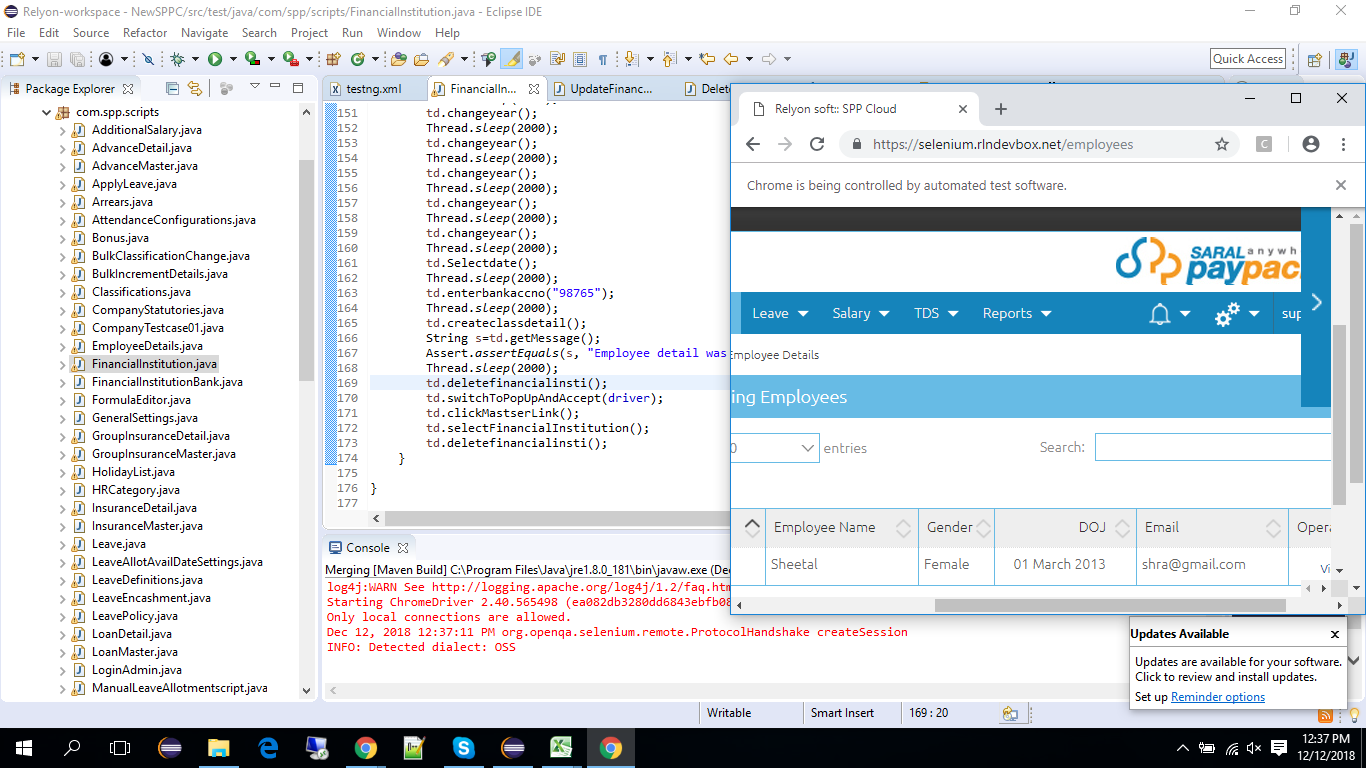 Relyon-workspace - NewSPPC/src/test/java/com/spp/scripts/FinancialInstitution.java - Eclipse IDE
File Edit Source Refactor Navigate Search Project Run Window Help
Quick Access
Package Explorer
com.spp.scripts
AdditionalSalary.java
AdvanceDetail.java
AdvanceMaster.java
ApplyLeave.java
Arrears.java
AttendanceConfigurations.java
Bonus.java
BulkClassificationChange.java
BulkIncrementDetails.java
Classifications.java
CompanyStatutories.java
CompanyTestcase01.java
EmployeeDetails.java
FinancialInstitution.java
FinancialInstitutionBank.java
FormulaEditor.java
GeneralSettings.java
GroupInsuranceDetail.java
GroupInsuranceMaster.java
HolidayList.java
HRCategory.java
InsuranceDetail.java
InsuranceMaster.java
Leave.java
LeaveAllotAvailDateSettings.java
LeaveDefinitions.java
LeaveEncashment.java
LeavePolicy.java
LoanDetail.java
LoanMaster.java
LoginAdmin.java
ManualLeaveAllotmentscript.java
testng.xml FinancialIn... UpdateFinanc... Delet
151 td.changeyear();
152 Thread.sleep(2000);
153 td.changeyear();
154 Thread.sleep(2000);
155 td.changeyear();
156 Thread.sleep(2000);
157 td.changeyear();
158 Thread.sleep(2000);
159 td.changeyear();
160 Thread.sleep(2000);
161 td.Selectdate();
162 Thread.sleep(2000);
163 td.enterbankaccno("98765");
164 Thread.sleep(2000);
165 td.createclassdetail();
166 String s=td.getMessage();
167 Assert.assertEquals(s, "Employee detail was
168 Thread.sleep(2000);
169 td.deletefinancialinsti();
170 td.switchToPopUpAndAccept(driver);
171 td.clickMastserLink();
172 td.selectFinancialInstitution();
173 td.deletefinancialinsti();
174 }
175
176 }
177
Console
Merging [Maven Build] C:\Program Files\Java\jre1.8.0_181\bin\javaw.exe (Dec
log4j:WARN See http://logging.apache.org/log4j/1.2/faq.htm
Starting ChromeDriver 2.40.565498 (ea082db3280dd6843ebfb08
Only local connections are allowed.
Dec 12, 2018 12:37:11 PM org.openqa.selenium.remote.ProtocolHandshake createSession
INFO: Detected dialect: OSS
Relyon soft:: SPP Cloud
https://selenium.rlndevbox.net/employees
C
Chrome is being controlled by automated test software.
SARAL anywh
paypac
Leave Salary TDS Reports sup
Employee Details
ing Employees
0 entries Search:
Employee Name Gender DOJ Email Opera
Sheetal Female 01 March 2013 shra@gmail.com Vi
Updates Available
Updates are available for your software.
Click to review and install updates.
Set up Reminder options
Writable Smart Insert 169 : 20
12:37 PM
12/12/2018